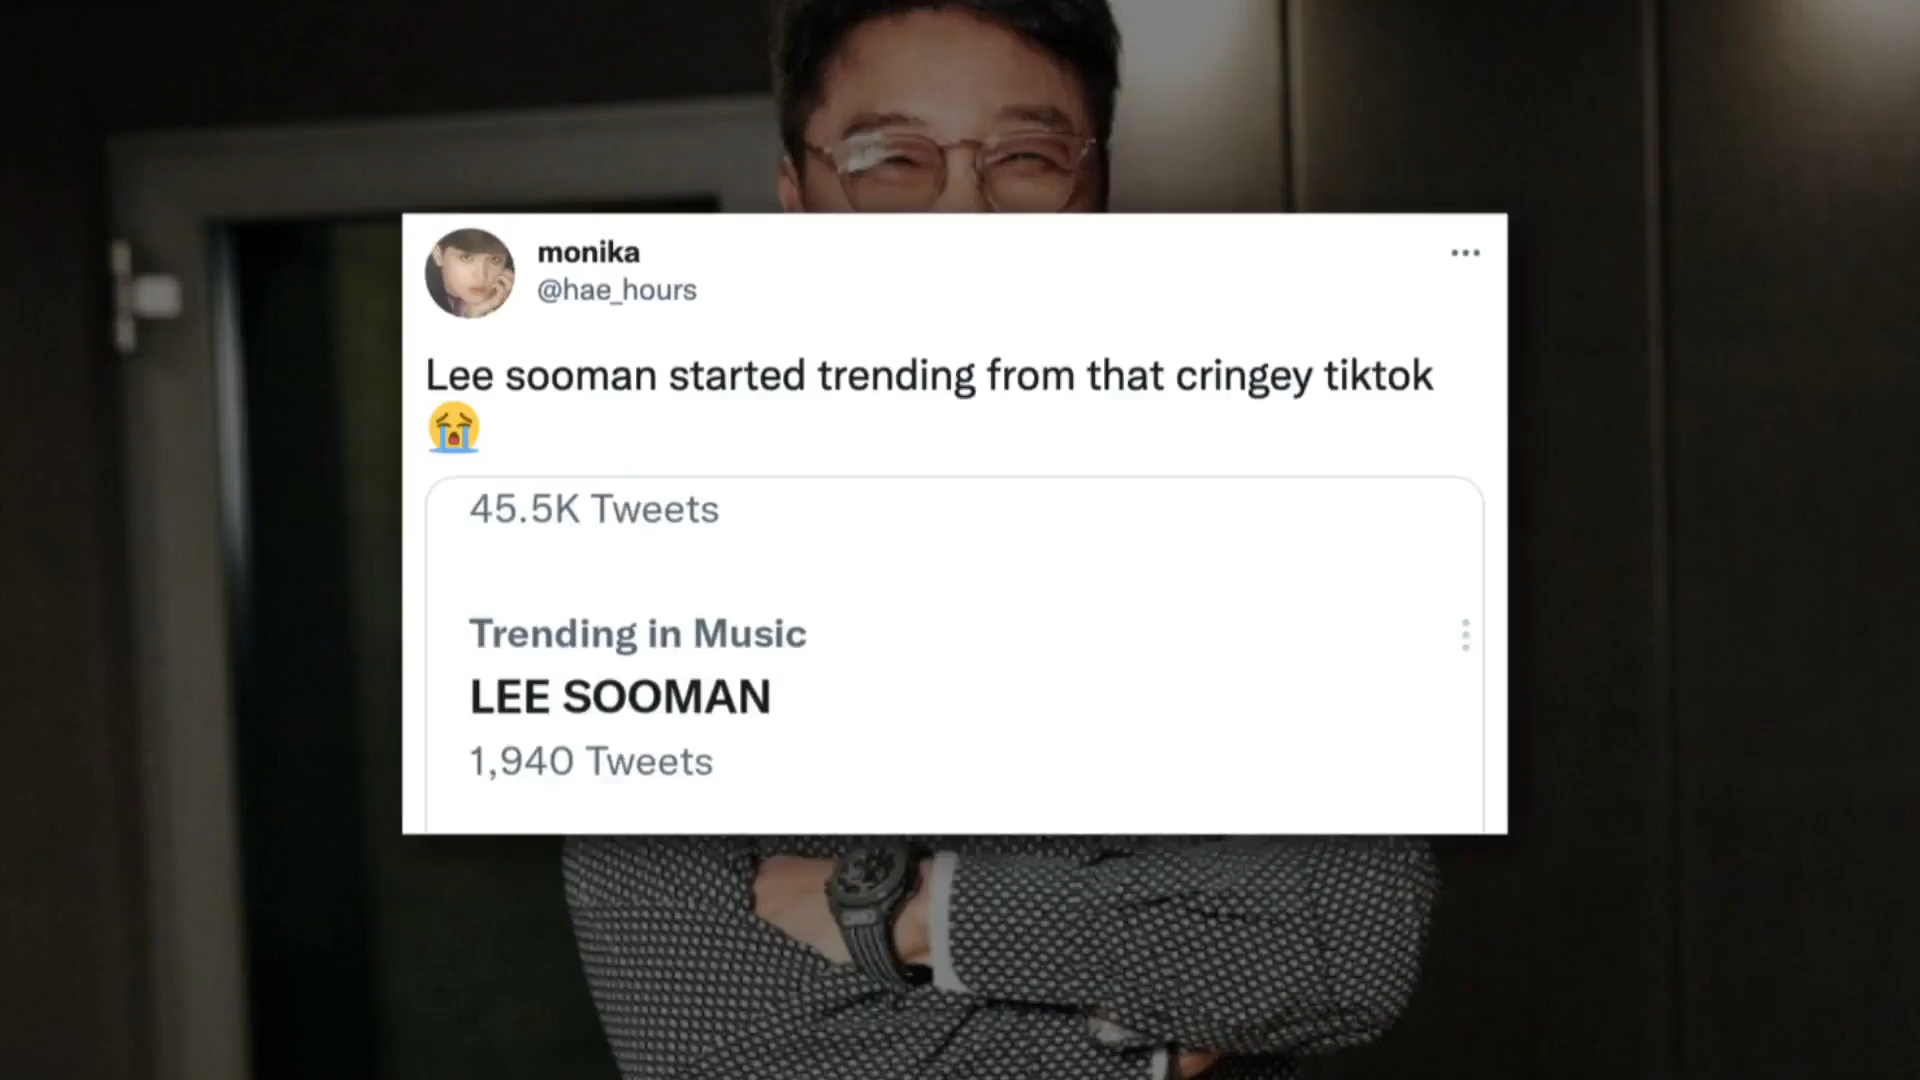 monika
@hae_hours
Lee sooman started trending from that cringey tiktok
😭
45.5K Tweets
Trending in Music
LEE SOOMAN
1,940 Tweets